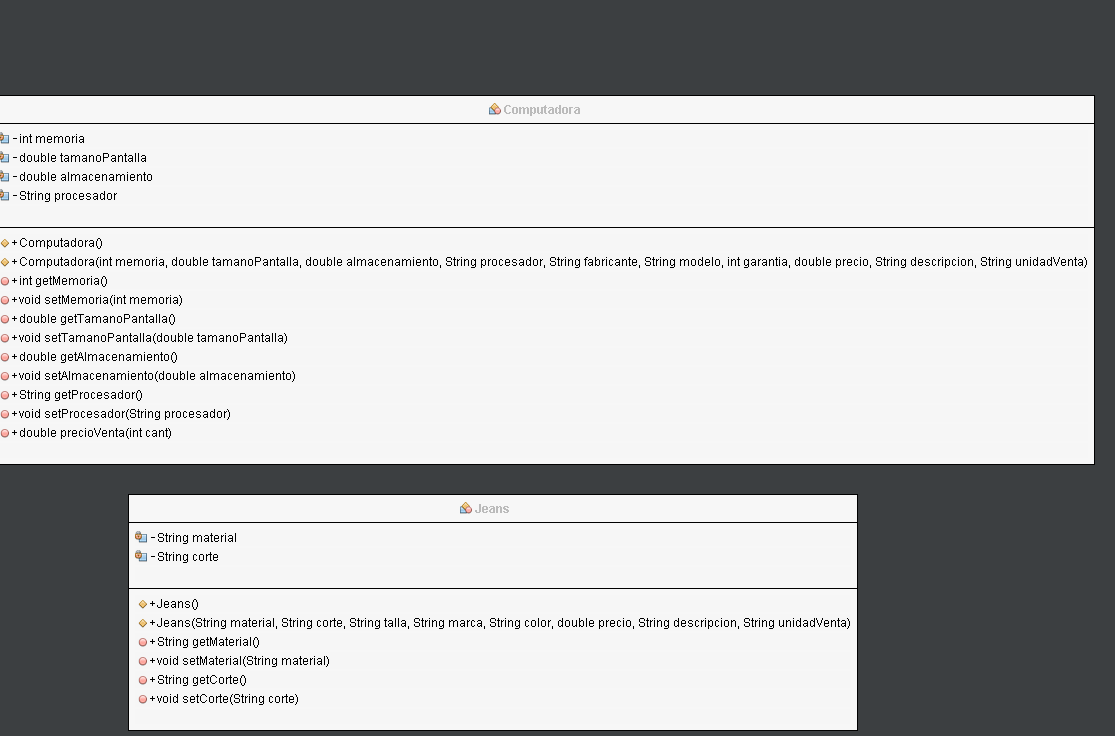 Computadora
-int memoria
-double tamanoPantalla
-double almacenamiento
-String procesador
+Computadora()
+Computadora(int memoria, double tamanoPantalla, double almacenamiento, String procesador, String fabricante, String modelo, int garantia, double precio, String descripcion, String unidadVenta)
+int getMemoria()
+void setMemoria(int memoria)
+double getTamanoPantalla()
+void setTamanoPantalla(double tamanoPantalla)
+double getAlmacenamiento()
+void setAlmacenamiento(double almacenamiento)
+String getProcesador()
+void setProcesador(String procesador)
+double precioVenta(int cant)
Jeans
-String material
-String corte
+Jeans()
+Jeans(String material, String corte, String talla, String marca, String color, double precio, String descripcion, String unidadVenta)
+String getMaterial()
+void setMaterial(String material)
+String getCorte()
+void setCorte(String corte)